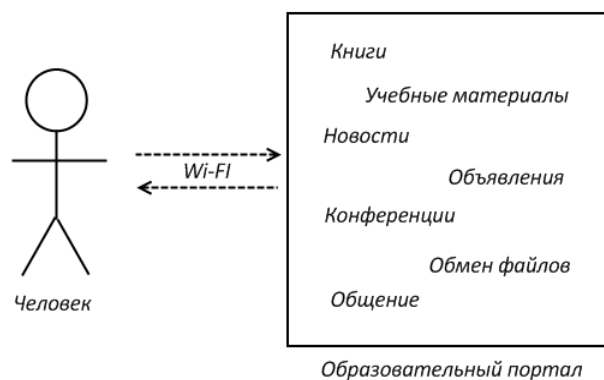 Книги
Учебные материалы
Новости
Wi-FI
Объявления
Конференции
Обмен файлов
Общение
Человек
Образовательный портал